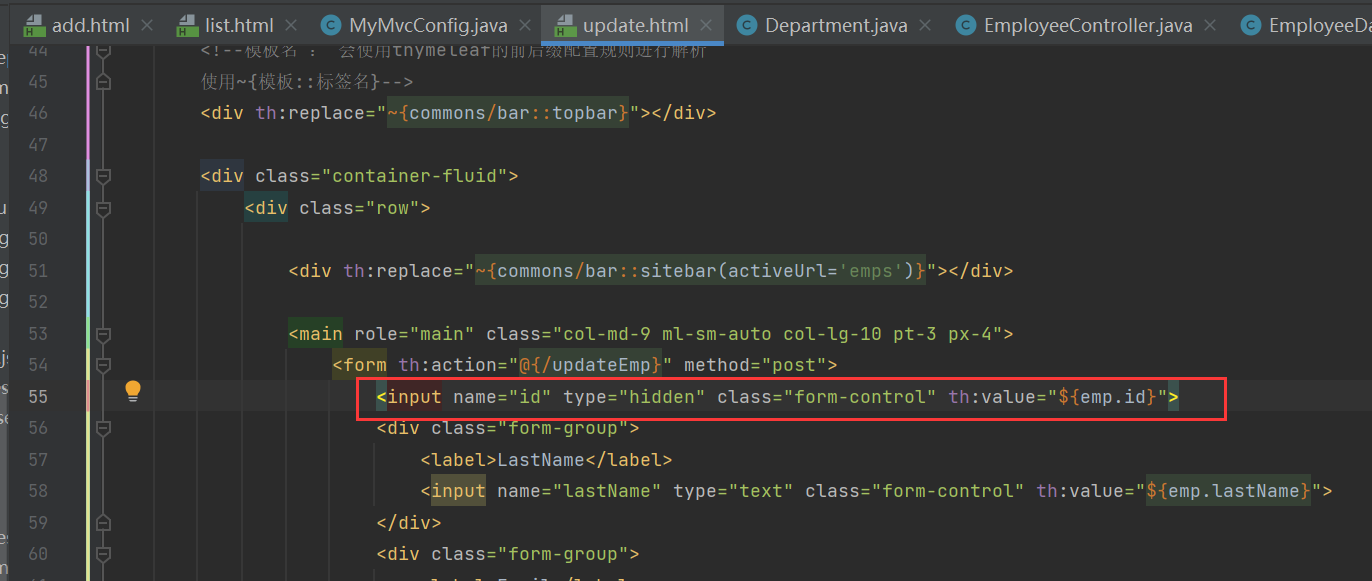 add.html list.html MyMvcConfig.java update.html Department.java EmployeeController.java EmployeeDa
44 <!--模板名 : 会使用thymeleaf的前后缀配置规则进行解析
45 使用~{模板::标签名}-->
46 <div th:replace="~{commons/bar::topbar}"></div>
47
48 <div class="container-fluid">
49 <div class="row">
50
51 <div th:replace="~{commons/bar::sitebar(activeUrl='emps')}"></div>
52
53 <main role="main" class="col-md-9 ml-sm-auto col-lg-10 pt-3 px-4">
54 <form th:action="@{/updateEmp}" method="post">
55 <input name="id" type="hidden" class="form-control" th:value="${emp.id}">
56 <div class="form-group">
57 <label>LastName</label>
58 <input name="lastName" type="text" class="form-control" th:value="${emp.lastName}">
59 </div>
60 <div class="form-group">